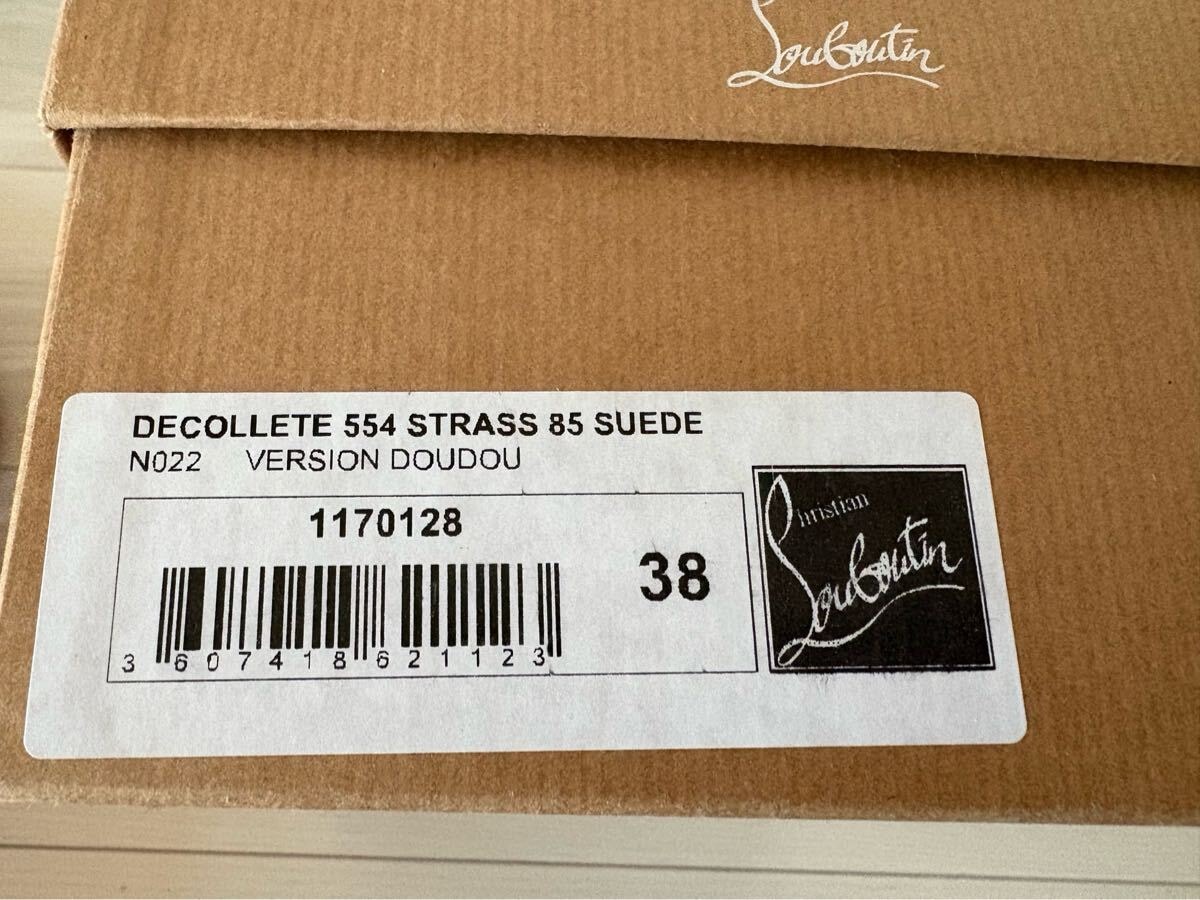 Louboutin
DECOLLETE 554 STRASS 85 SUEDE
N022 VERSION DOUDOU
1170128
38
3 607418 621123
Christian
Louboutin